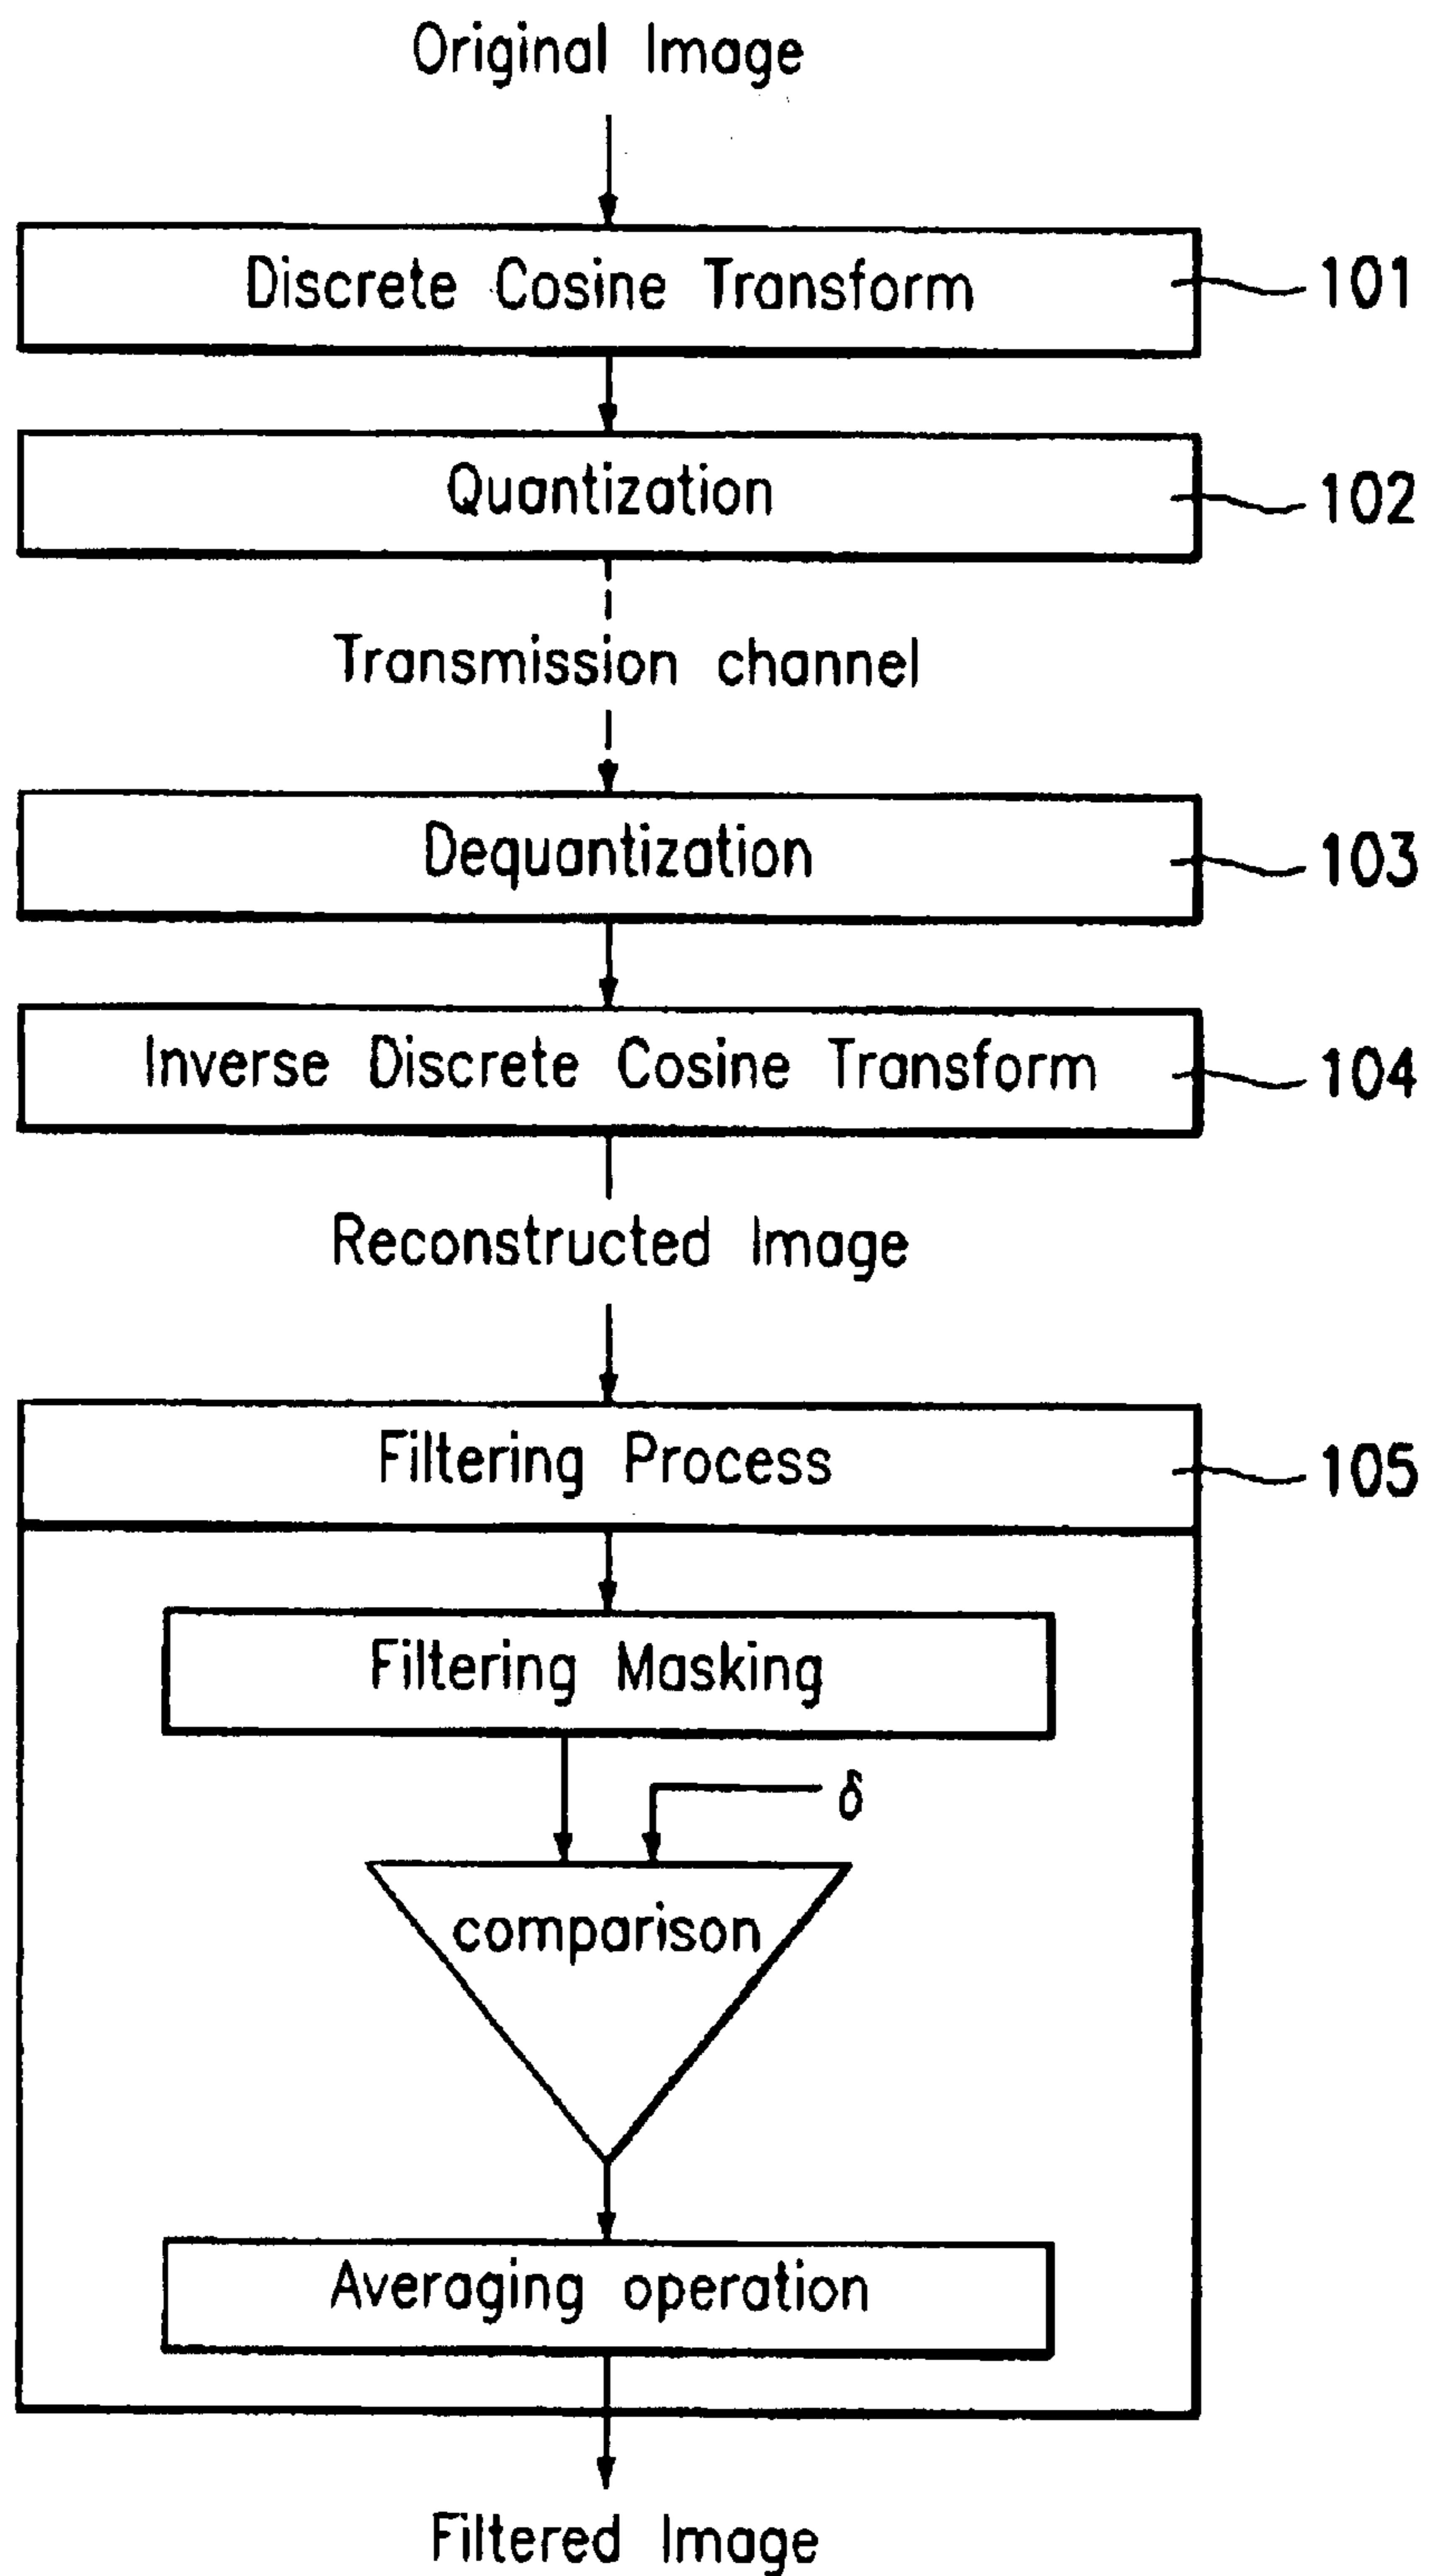 Original Image
Discrete Cosine Transform 101
Quantization 102
Transmission channel
Dequantization 103
Inverse Discrete Cosine Transform 104
Reconstructed Image
Filtering Process 105
Filtering Masking
δ
comparison
Averaging operation
Filtered Image